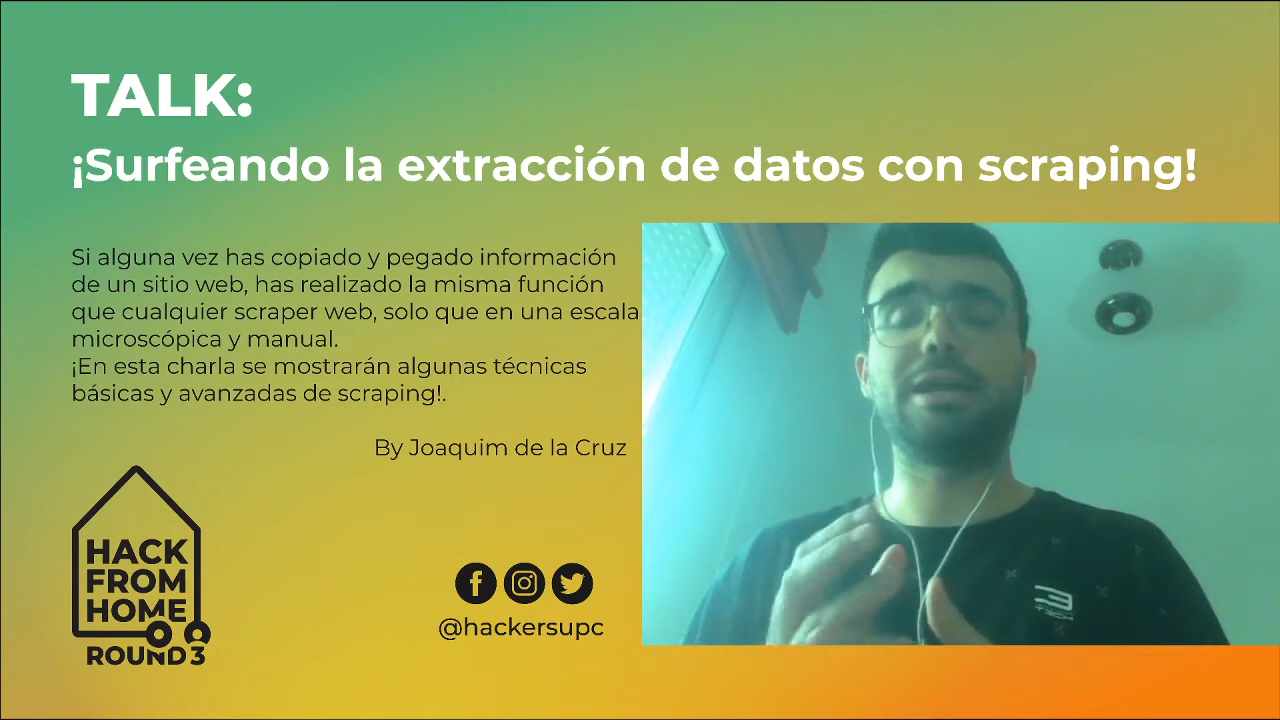 TALK:
¡Surfeando la extracción de datos con scraping!
Si alguna vez has copiado y pegado información
de un sitio web, has realizado la misma función
que cualquier scraper web, solo que en una escala
microscópica y manual.
¡En esta charla se mostrarán algunas técnicas
básicas y avanzadas de scraping!.
By Joaquim de la Cruz
HACK
FROM
HOME
ROUND 3
@hackersupc